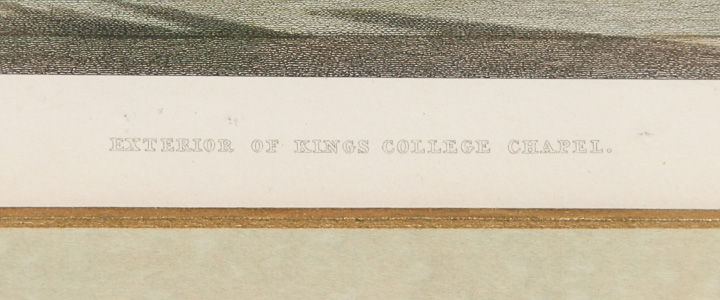 EXTERIOR OF KINGS COLLEGE CHAPEL.